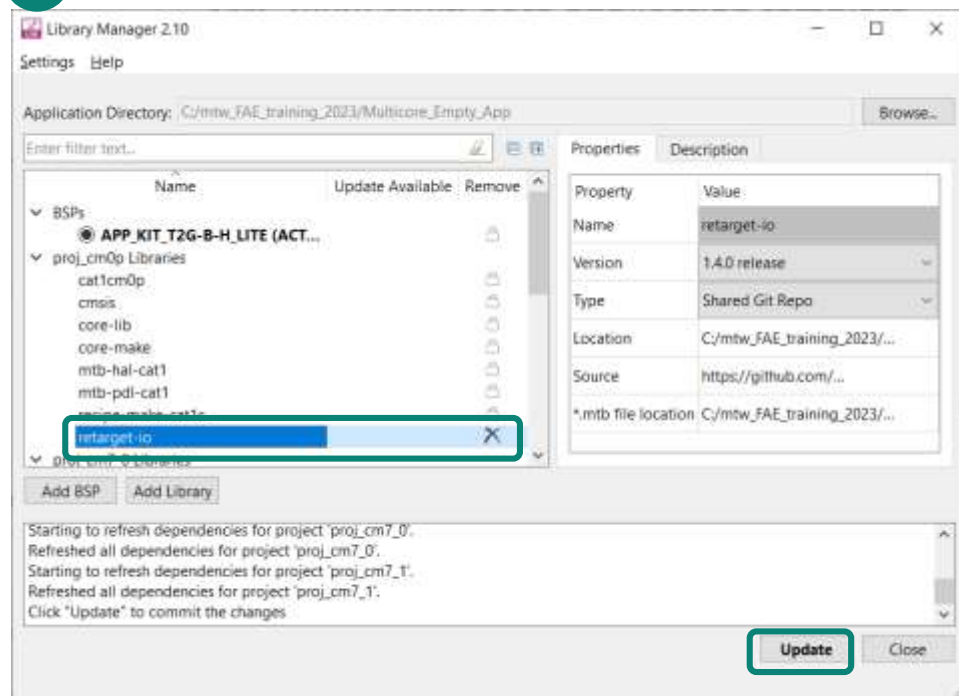 Library Manager 2.10
Settings Help
Application Directory: C:/mtw_FAE_training_2023/Multicore_Empty_App Browse...
Enter filter text... Properties Description
Name Update Available Remove
Property Value
BSPs
APP_KIT_T2G-B-H_LITE (ACT...
Name retarget-io
proj_cm0p Libraries
Version 1.4.0 release
cat1cm0p
cmsis
Type Shared Git Repo
core-lib
Location C:/mtw_FAE_training_2023/...
core-make
mtb-hal-cat1
Source https://github.com/...
mtb-pdl-cat1
recipe-make-cat1c
*.mtb file location C:/mtw_FAE_training_2023/...
retarget-io
proj_cm7_0 Libraries
Add BSP Add Library
Starting to refresh dependencies for project 'proj_cm7_0'.
Refreshed all dependencies for project 'proj_cm7_0'.
Starting to refresh dependencies for project 'proj_cm7_1'.
Refreshed all dependencies for project 'proj_cm7_1'.
Click "Update" to commit the changes
Update Close